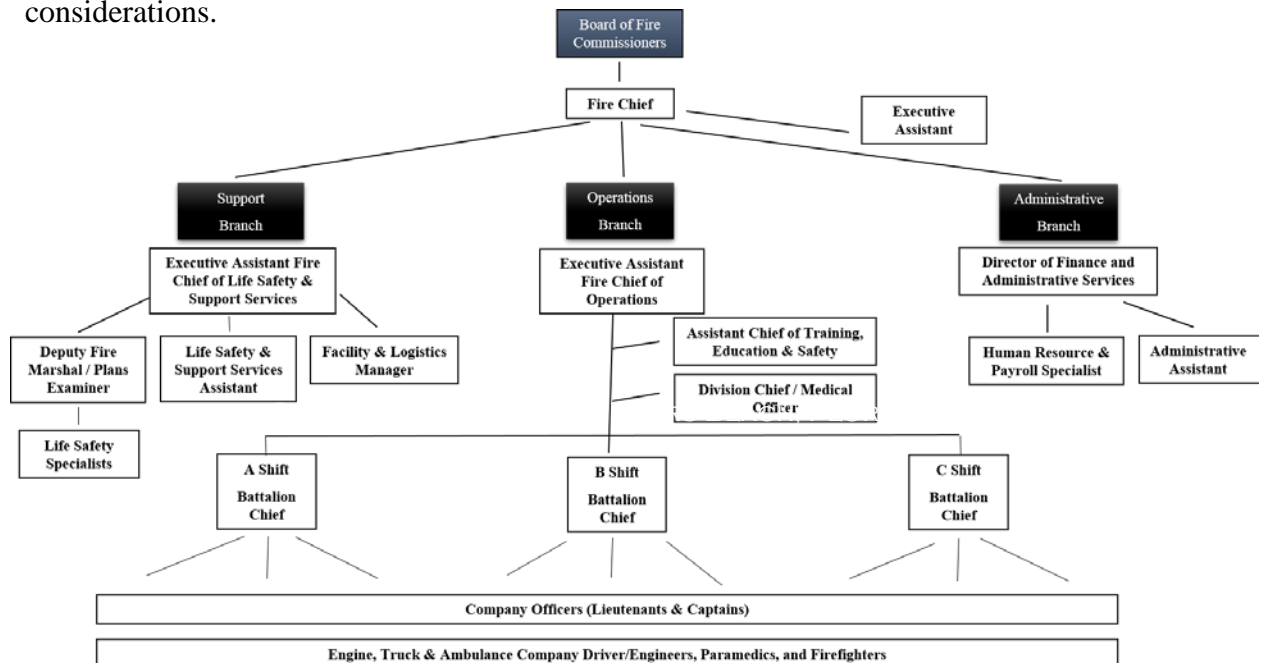 considerations.
Board of Fire
Commissioners
Fire Chief
Executive
Assistant
Support
Branch
Operations
Branch
Administrative
Branch
Executive Assistant Fire
Chief of Life Safety &
Support Services
Executive Assistant
Fire Chief of
Operations
Director of Finance and
Administrative Services
Deputy Fire
Marshal / Plans
Examiner
Life Safety &
Support Services
Assistant
Facility & Logistics
Manager
Assistant Chief of Training,
Education & Safety
Human Resource &
Payroll Specialist
Administrative
Assistant
Division Chief / Medical
Officer
Life Safety
Specialists
A Shift
Battalion
Chief
B Shift
Battalion
Chief
C Shift
Battalion
Chief
Company Officers (Lieutenants & Captains)
Engine, Truck & Ambulance Company Driver/Engineers, Paramedics, and Firefighters